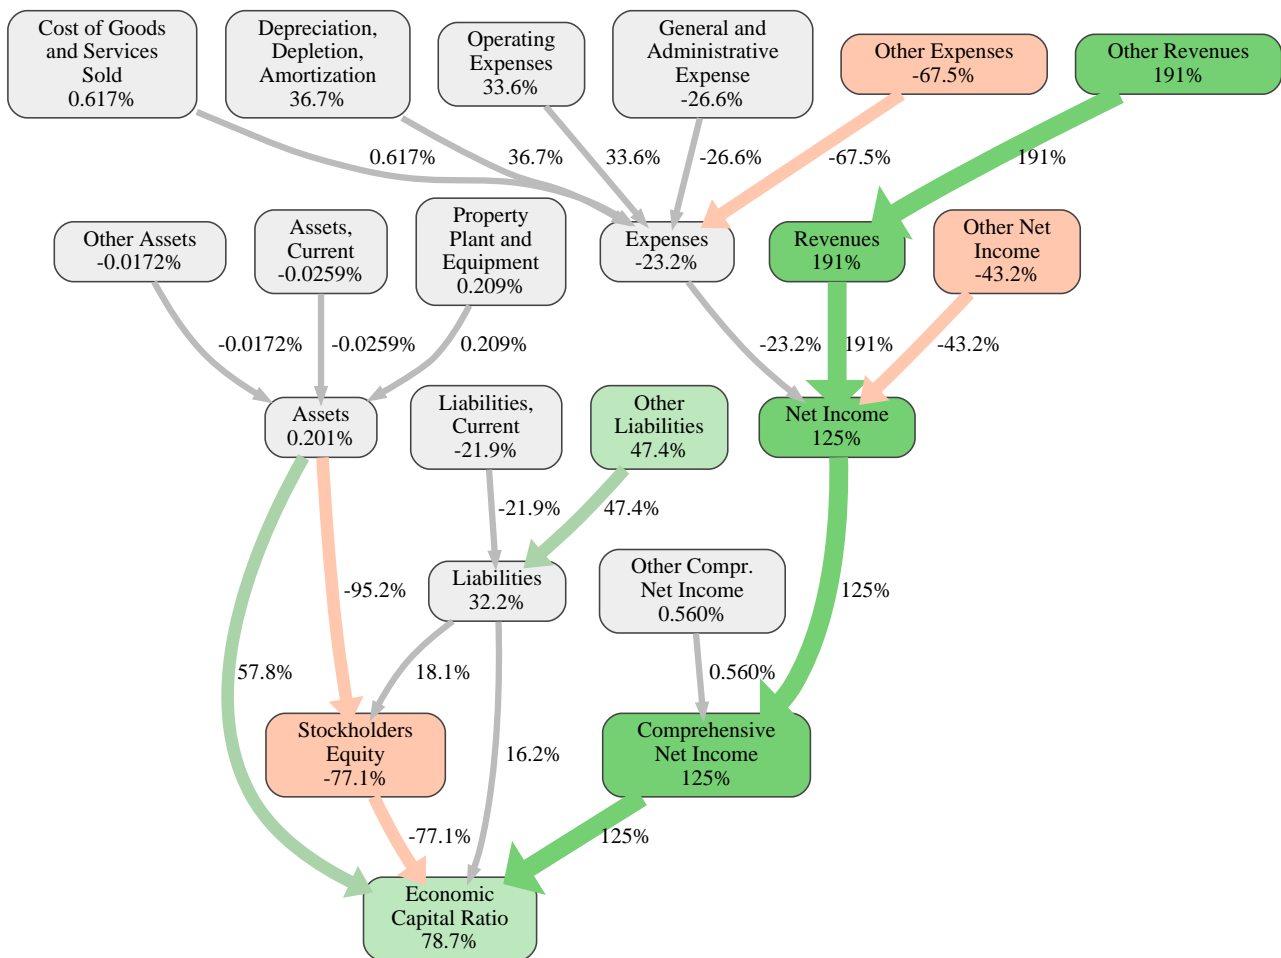 Cost of Goods
and Services
Sold
0.617%
Depreciation,
Depletion,
Amortization
36.7%
Operating
Expenses
33.6%
General and
Administrative
Expense
-26.6%
Other Expenses
-67.5%
Other Revenues
191%
0.617%
36.7%
33.6%
-26.6%
-67.5%
191%
Other Assets
-0.0172%
Assets,
Current
-0.0259%
Property
Plant and
Equipment
0.209%
Expenses
-23.2%
Revenues
191%
Other Net
Income
-43.2%
-0.0172%
-0.0259%
0.209%
-23.2%
191%
-43.2%
Assets
0.201%
Liabilities,
Current
-21.9%
Other
Liabilities
47.4%
Net Income
125%
-21.9%
47.4%
Liabilities
32.2%
Other Compr.
Net Income
0.560%
-95.2%
125%
57.8%
18.1%
0.560%
Stockholders
Equity
-77.1%
16.2%
Comprehensive
Net Income
125%
-77.1%
125%
Economic
Capital Ratio
78.7%